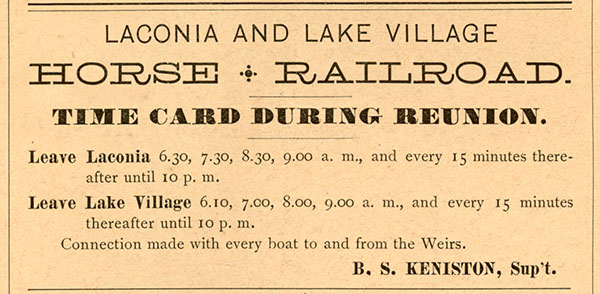 LACONIA AND LAKE VILLAGE
HORSE RAILROAD.
TIME CARD DURING REUNION.
Leave Laconia 6.30, 7.30, 8.30, 9.00 a. m., and every 15 minutes there-
after until 10 p. m.
Leave Lake Village 6.10, 7.00, 8.00, 9.00 a. m., and every 15 minutes
thereafter until 10 p. m.
Connection made with every boat to and from the Weirs.
B. S. KENISTON, Sup't.